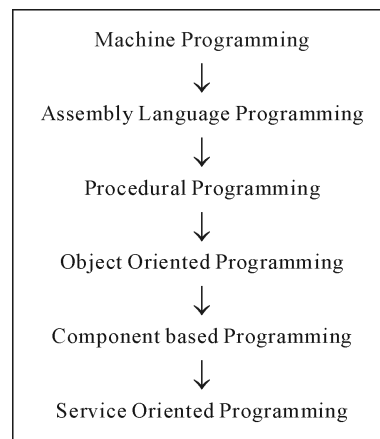 Machine Programming
Assembly Language Programming
Procedural Programming
Object Oriented Programming
Component based Programming
Service Oriented Programming